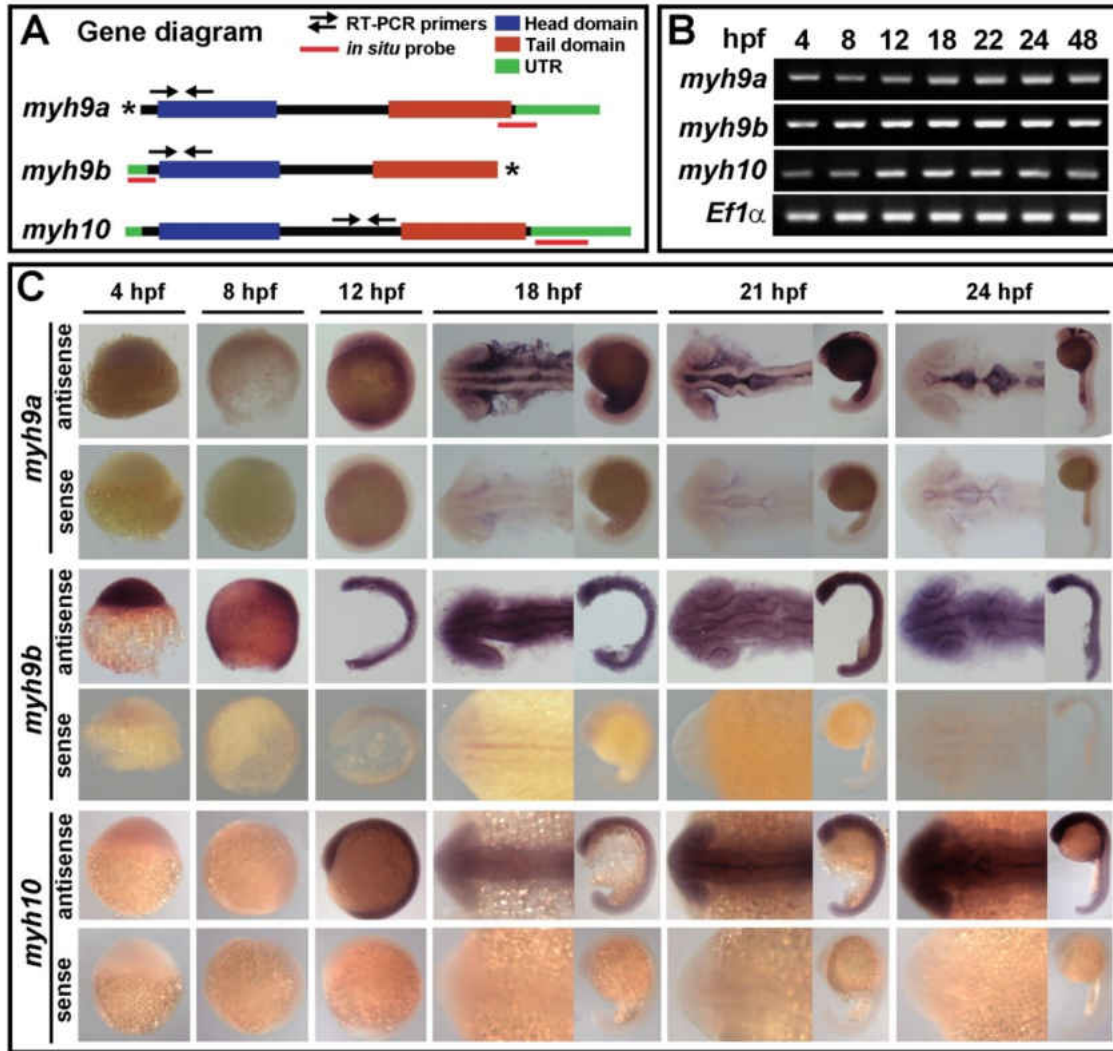 A Gene diagram
RT-PCR primers
in situ probe
Head domain
Tail domain
UTR
* myh9a
myh9b *
myh10
B hpf 4 8 12 18 22 24 48
myh9a
myh9b
myh10
Ef1α
C 4 hpf 8 hpf 12 hpf 18 hpf 21 hpf 24 hpf
myh9a
antisense
sense
myh9b
antisense
sense
myh10
antisense
sense